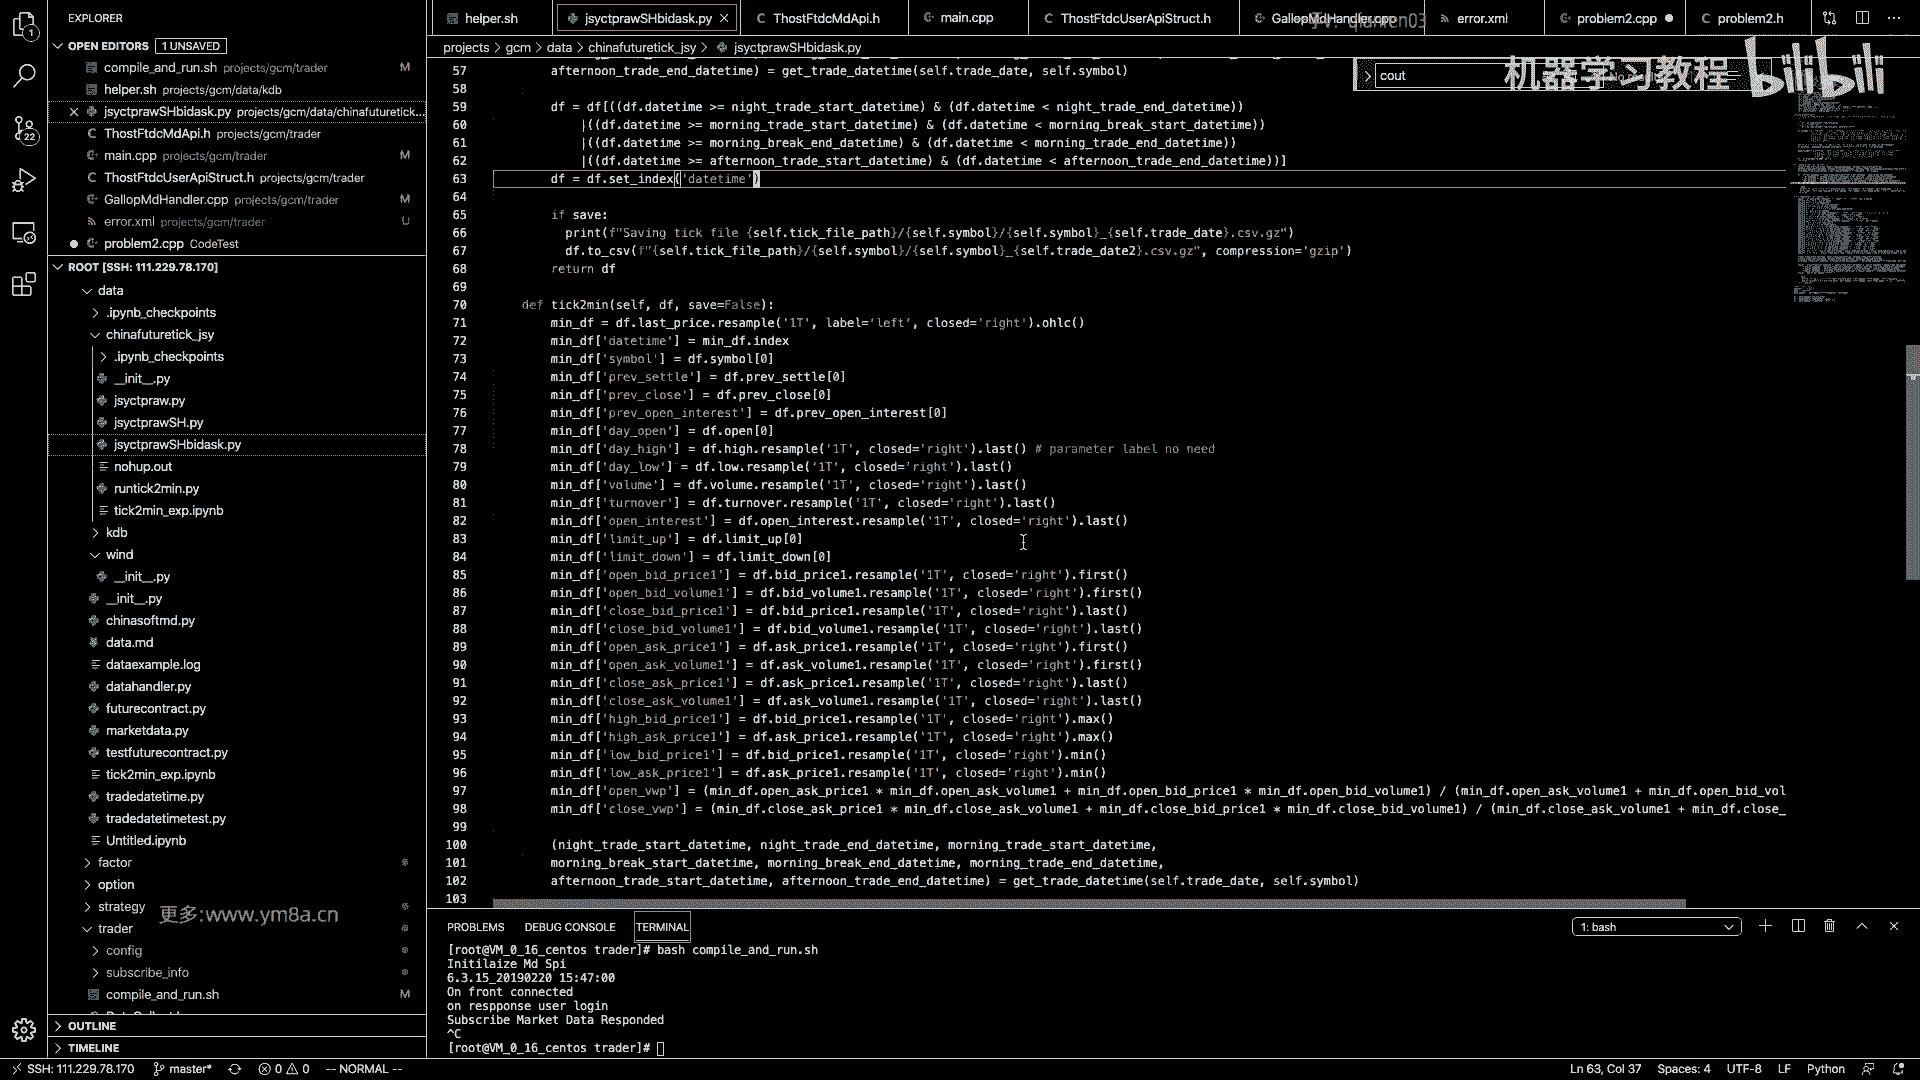 EXPLORER
OPEN EDITORS 1 UNSAVED
compile_and_run.sh projects/gcm/trader M
helper.sh projects/gcm/data/kdb
jsyctprawSHbidask.py projects/gcm/data/chinafuturetick...
ThostFtdcMdApi.h projects/gcm/trader
main.cpp projects/gcm/trader M
ThostFtdcUserApiStruct.h projects/gcm/trader
GallopMdHandler.cpp projects/gcm/trader M
error.xml projects/gcm/trader U
problem2.cpp CodeTest
ROOT [SSH: 111.229.78.170]
data
.ipynb_checkpoints
chinafuturetick_jsy
.ipynb_checkpoints
__init__.py
jsyctpraw.py
jsyctprawSH.py
jsyctprawSHbidask.py
nohup.out
runtick2min.py
tick2min_exp.ipynb
kdb
wind
__init__.py
__init__.py
chinasoftmd.py
data.md
dataexample.log
datahandler.py
futurecontract.py
marketdata.py
testfuturecontract.py
tick2min_exp.ipynb
tradedatetime.py
tradedatetimetest.py
Untitled.ipynb
factor
option
strategy
更多:www.ym8a.cn
trader
config
subscribe_info
compile_and_run.sh M
OUTLINE
TIMELINE
helper.sh jsyctprawSHbidask.py ThostFtdcMdApi.h main.cpp ThostFtdcUserApiStruct.h GallopMdHandler.cpp error.xml problem2.cpp problem2.h
projects > gcm > data > chinafuturetick_jsy > jsyctprawSHbidask.py
cout
机器学习教程 bilibili
57 afternoon_trade_end_datetime) = get_trade_datetime(self.trade_date, self.symbol)
58
59 df = df[((df.datetime >= night_trade_start_datetime) & (df.datetime < night_trade_end_datetime))
60 |((df.datetime >= morning_trade_start_datetime) & (df.datetime < morning_break_start_datetime))
61 |((df.datetime >= morning_break_end_datetime) & (df.datetime < morning_trade_end_datetime))
62 |((df.datetime >= afternoon_trade_start_datetime) & (df.datetime < afternoon_trade_end_datetime))]
63 df = df.set_index('datetime')
64
65 if save:
66 print(f"Saving tick file {self.tick_file_path}/{self.symbol}/{self.symbol}_{self.trade_date}.csv.gz")
67 df.to_csv(f"{self.tick_file_path}/{self.symbol}/{self.symbol}_{self.trade_date2}.csv.gz", compression='gzip')
68 return df
69
70 def tick2min(self, df, save=False):
71 min_df = df.last_price.resample('1T', label='left', closed='right').ohlc()
72 min_df['datetime'] = min_df.index
73 min_df['symbol'] = df.symbol[0]
74 min_df['prev_settle'] = df.prev_settle[0]
75 min_df['prev_close'] = df.prev_close[0]
76 min_df['prev_open_interest'] = df.prev_open_interest[0]
77 min_df['day_open'] = df.open[0]
78 min_df['day_high'] = df.high.resample('1T', closed='right').last() # parameter label no need
79 min_df['day_low'] = df.low.resample('1T', closed='right').last()
80 min_df['volume'] = df.volume.resample('1T', closed='right').last()
81 min_df['turnover'] = df.turnover.resample('1T', closed='right').last()
82 min_df['open_interest'] = df.open_interest.resample('1T', closed='right').last()
83 min_df['limit_up'] = df.limit_up[0]
84 min_df['limit_down'] = df.limit_down[0]
85 min_df['open_bid_price1'] = df.bid_price1.resample('1T', closed='right').first()
86 min_df['open_bid_volume1'] = df.bid_volume1.resample('1T', closed='right').first()
87 min_df['close_bid_price1'] = df.bid_price1.resample('1T', closed='right').last()
88 min_df['close_bid_volume1'] = df.bid_volume1.resample('1T', closed='right').last()
89 min_df['open_ask_price1'] = df.ask_price1.resample('1T', closed='right').first()
90 min_df['open_ask_volume1'] = df.ask_volume1.resample('1T', closed='right').first()
91 min_df['close_ask_price1'] = df.ask_price1.resample('1T', closed='right').last()
92 min_df['close_ask_volume1'] = df.ask_volume1.resample('1T', closed='right').last()
93 min_df['high_bid_price1'] = df.bid_price1.resample('1T', closed='right').max()
94 min_df['high_ask_price1'] = df.ask_price1.resample('1T', closed='right').max()
95 min_df['low_bid_price1'] = df.bid_price1.resample('1T', closed='right').min()
96 min_df['low_ask_price1'] = df.ask_price1.resample('1T', closed='right').min()
97 min_df['open_vwp'] = (min_df.open_ask_price1 * min_df.open_ask_volume1 + min_df.open_bid_price1 * min_df.open_bid_volume1) / (min_df.open_ask_volume1 + min_df.open_bid_vol
98 min_df['close_vwp'] = (min_df.close_ask_price1 * min_df.close_ask_volume1 + min_df.close_bid_price1 * min_df.close_bid_volume1) / (min_df.close_ask_volume1 + min_df.close_
99
100 (night_trade_start_datetime, night_trade_end_datetime, morning_trade_start_datetime,
101 morning_break_start_datetime, morning_break_end_datetime, morning_trade_end_datetime,
102 afternoon_trade_start_datetime, afternoon_trade_end_datetime) = get_trade_datetime(self.trade_date, self.symbol)
103
PROBLEMS DEBUG CONSOLE TERMINAL 1: bash
[root@VM_0_16_centos trader]# bash compile_and_run.sh
Initilaize Md Spi
6.3.15_20190220 15:47:00
On front connected
on respponse user login
Subscribe Market Data Responded
^C
[root@VM_0_16_centos trader]#
SSH: 111.229.78.170 master* 0 0 -- NORMAL -- Ln 63, Col 37 Spaces: 4 UTF-8 LF Python